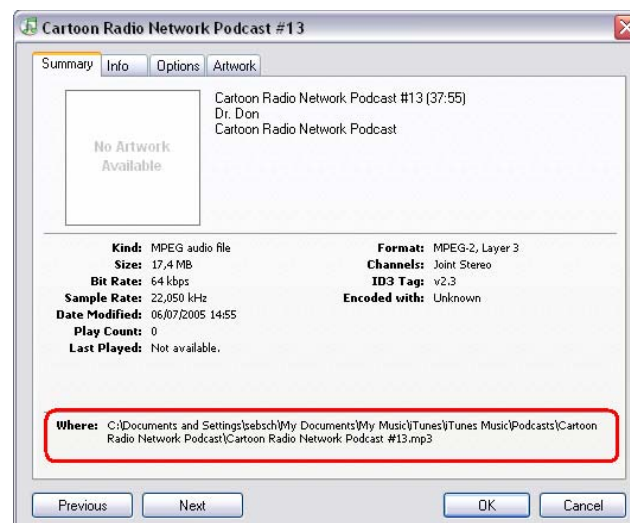 Cartoon Radio Network Podcast #13
Summary Info Options Artwork
No Artwork
Available
Cartoon Radio Network Podcast #13 (37:55)
Dr. Don
Cartoon Radio Network Podcast
Kind: MPEG audio file
Size: 17,4 MB
Bit Rate: 64 kbps
Sample Rate: 22,050 kHz
Date Modified: 06/07/2005 14:55
Play Count: 0
Last Played: Not available.
Format: MPEG-2, Layer 3
Channels: Joint Stereo
ID3 Tag: v2.3
Encoded with: Unknown
Where: C:\Documents and Settings\sebsch\My Documents\My Music\iTunes\iTunes Music\Podcasts\Cartoon
Radio Network Podcast\Cartoon Radio Network Podcast #13.mp3
Previous Next OK Cancel